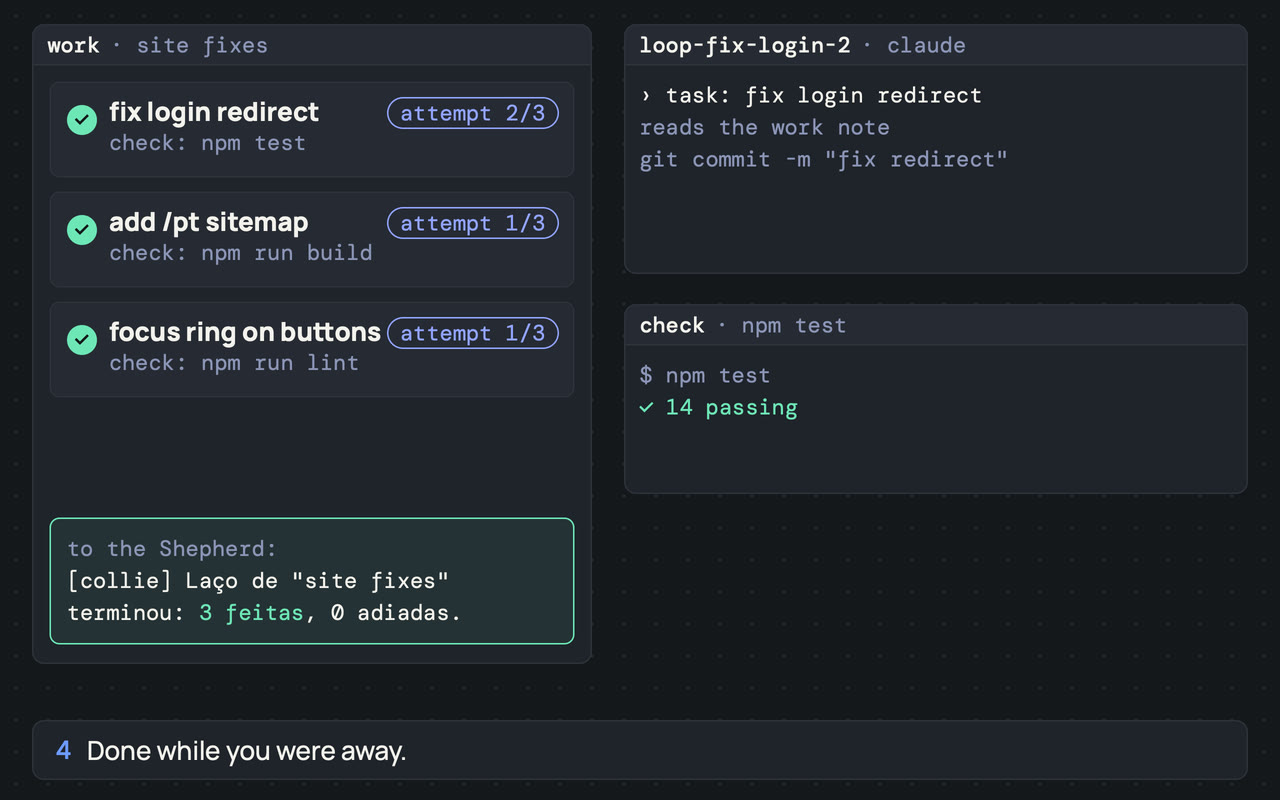 work · site fixes
fix login redirect
attempt 2/3
check: npm test
add /pt sitemap
attempt 1/3
check: npm run build
focus ring on buttons
attempt 1/3
check: npm run lint
to the Shepherd:
[collie] Laço de "site fixes"
terminou: 3 feitas, 0 adiadas.
loop-fix-login-2 · claude
› task: fix login redirect
reads the work note
git commit -m "fix redirect"
check · npm test
$ npm test
✓ 14 passing
4 Done while you were away.